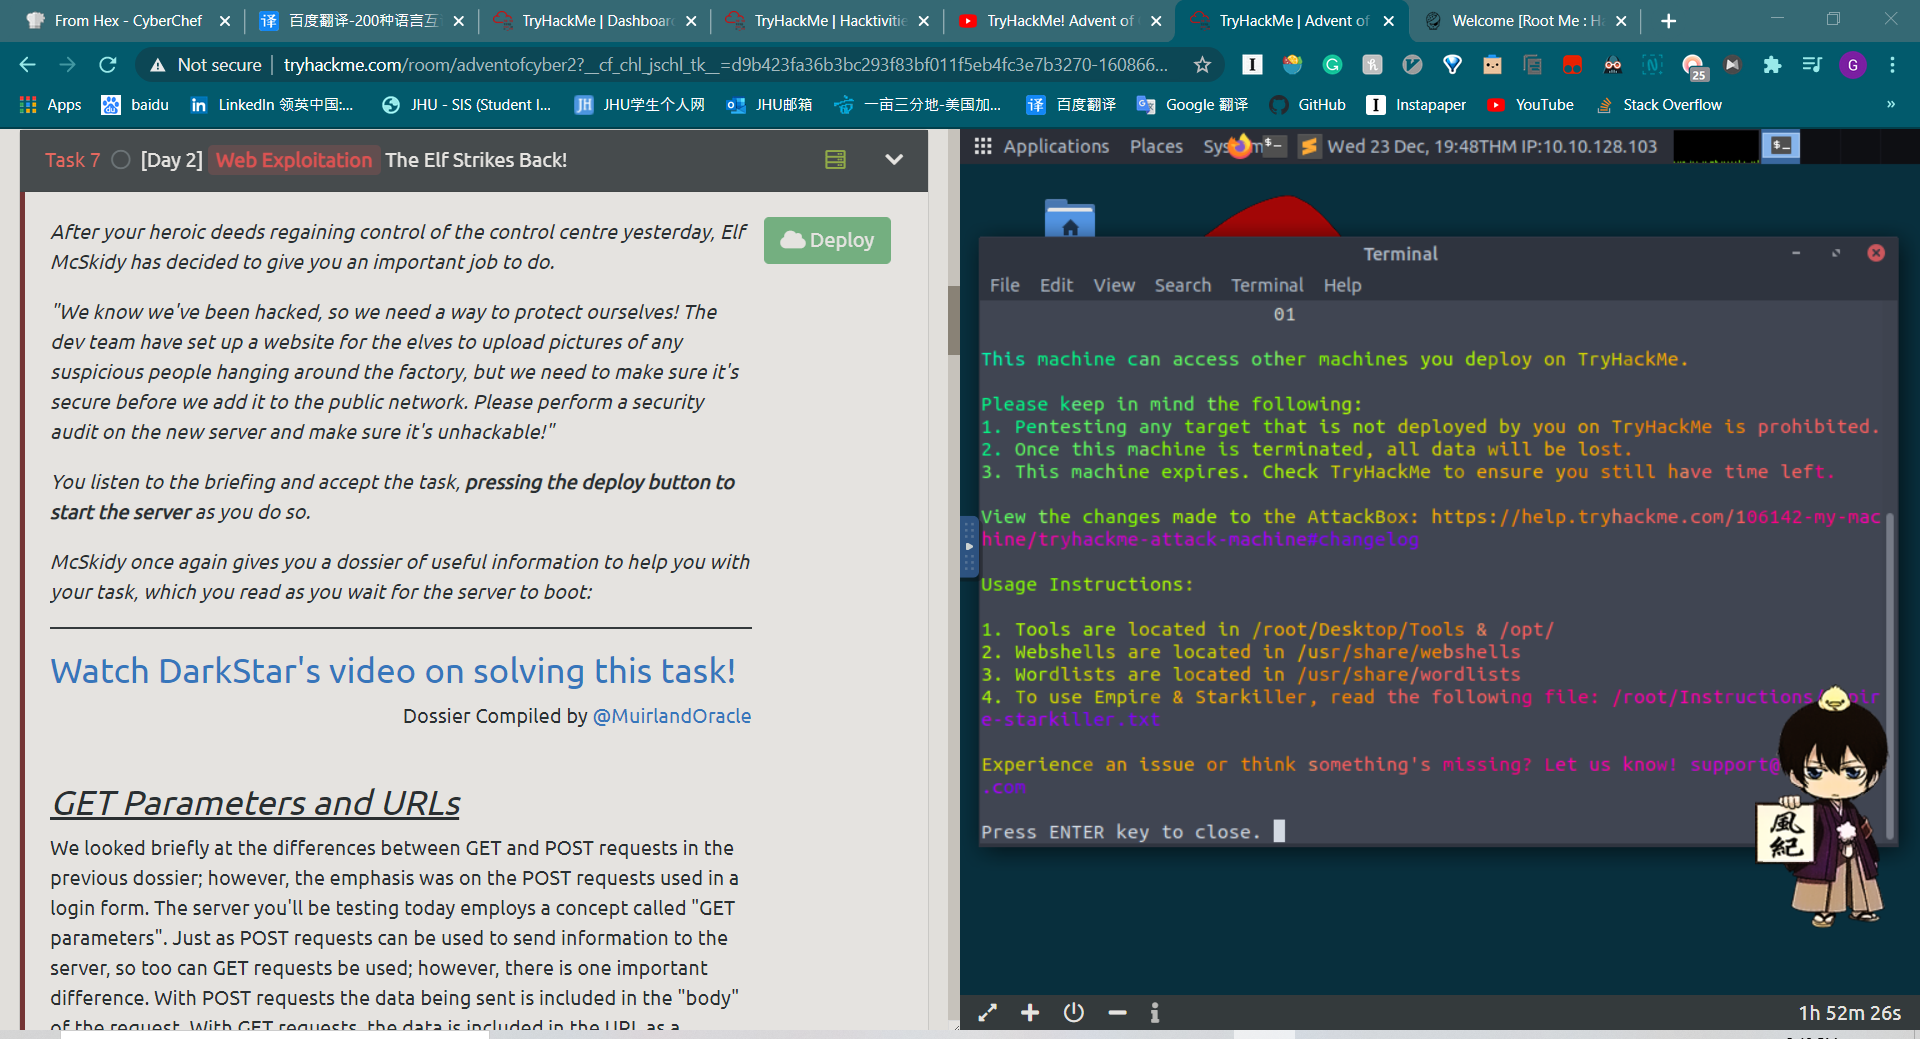 From Hex - CyberChef
百度翻译-200种语言互
TryHackMe | Dashboar
TryHackMe | Hacktivitie
TryHackMe! Advent of
TryHackMe | Advent of
Welcome [Root Me : Ha
Not secure | tryhackme.com/room/adventofcyber2?__cf_chl_jschl_tk__=d9b423fa36b3bc293f83bf011f5eb4fc3e7b3270-160866...
25
G
Apps
baidu
LinkedIn 领英中国:...
JHU - SIS (Student I...
JHU学生个人网
JHU邮箱
一亩三分地-美国加...
百度翻译
Google 翻译
GitHub
Instapaper
YouTube
Stack Overflow
»
Task 7 [Day 2] Web Exploitation The Elf Strikes Back!
After your heroic deeds regaining control of the control centre yesterday, Elf
McSkidy has decided to give you an important job to do.
Deploy
"We know we've been hacked, so we need a way to protect ourselves! The
dev team have set up a website for the elves to upload pictures of any
suspicious people hanging around the factory, but we need to make sure it's
secure before we add it to the public network. Please perform a security
audit on the new server and make sure it's unhackable!"
You listen to the briefing and accept the task, pressing the deploy button to
start the server as you do so.
McSkidy once again gives you a dossier of useful information to help you with
your task, which you read as you wait for the server to boot:
Watch DarkStar's video on solving this task!
Dossier Compiled by @MuirlandOracle
GET Parameters and URLs
We looked briefly at the differences between GET and POST requests in the
previous dossier; however, the emphasis was on the POST requests used in a
login form. The server you'll be testing today employs a concept called "GET
parameters". Just as POST requests can be used to send information to the
server, so too can GET requests be used; however, there is one important
difference. With POST requests the data being sent is included in the "body"
of the request. With GET requests, the data is included in the URL as a
Applications Places Wed 23 Dec, 19:48 THM IP:10.10.128.103
Terminal
File Edit View Search Terminal Help
01
This machine can access other machines you deploy on TryHackMe.
Please keep in mind the following:
1. Pentesting any target that is not deployed by you on TryHackMe is prohibited.
2. Once this machine is terminated, all data will be lost.
3. This machine expires. Check TryHackMe to ensure you still have time left.
View the changes made to the AttackBox: https://help.tryhackme.com/106142-my-mac
hine/tryhackme-attack-machine#changelog
Usage Instructions:
1. Tools are located in /root/Desktop/Tools & /opt/
2. Webshells are located in /usr/share/webshells
3. Wordlists are located in /usr/share/wordlists
4. To use Empire & Starkiller, read the following file: /root/Instructions/
e-starkiller.txt
Experience an issue or think something's missing? Let us know! support@
.com
Press ENTER key to close.
風
紀
1h 52m 26s